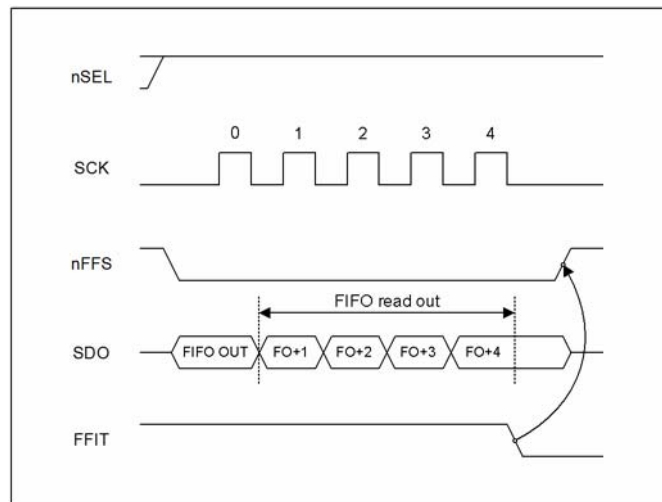 nSEL
0 1 2 3 4
SCK
nFFS
FIFO read out
SDO FIFO OUT FO+1 FO+2 FO+3 FO+4
FFIT